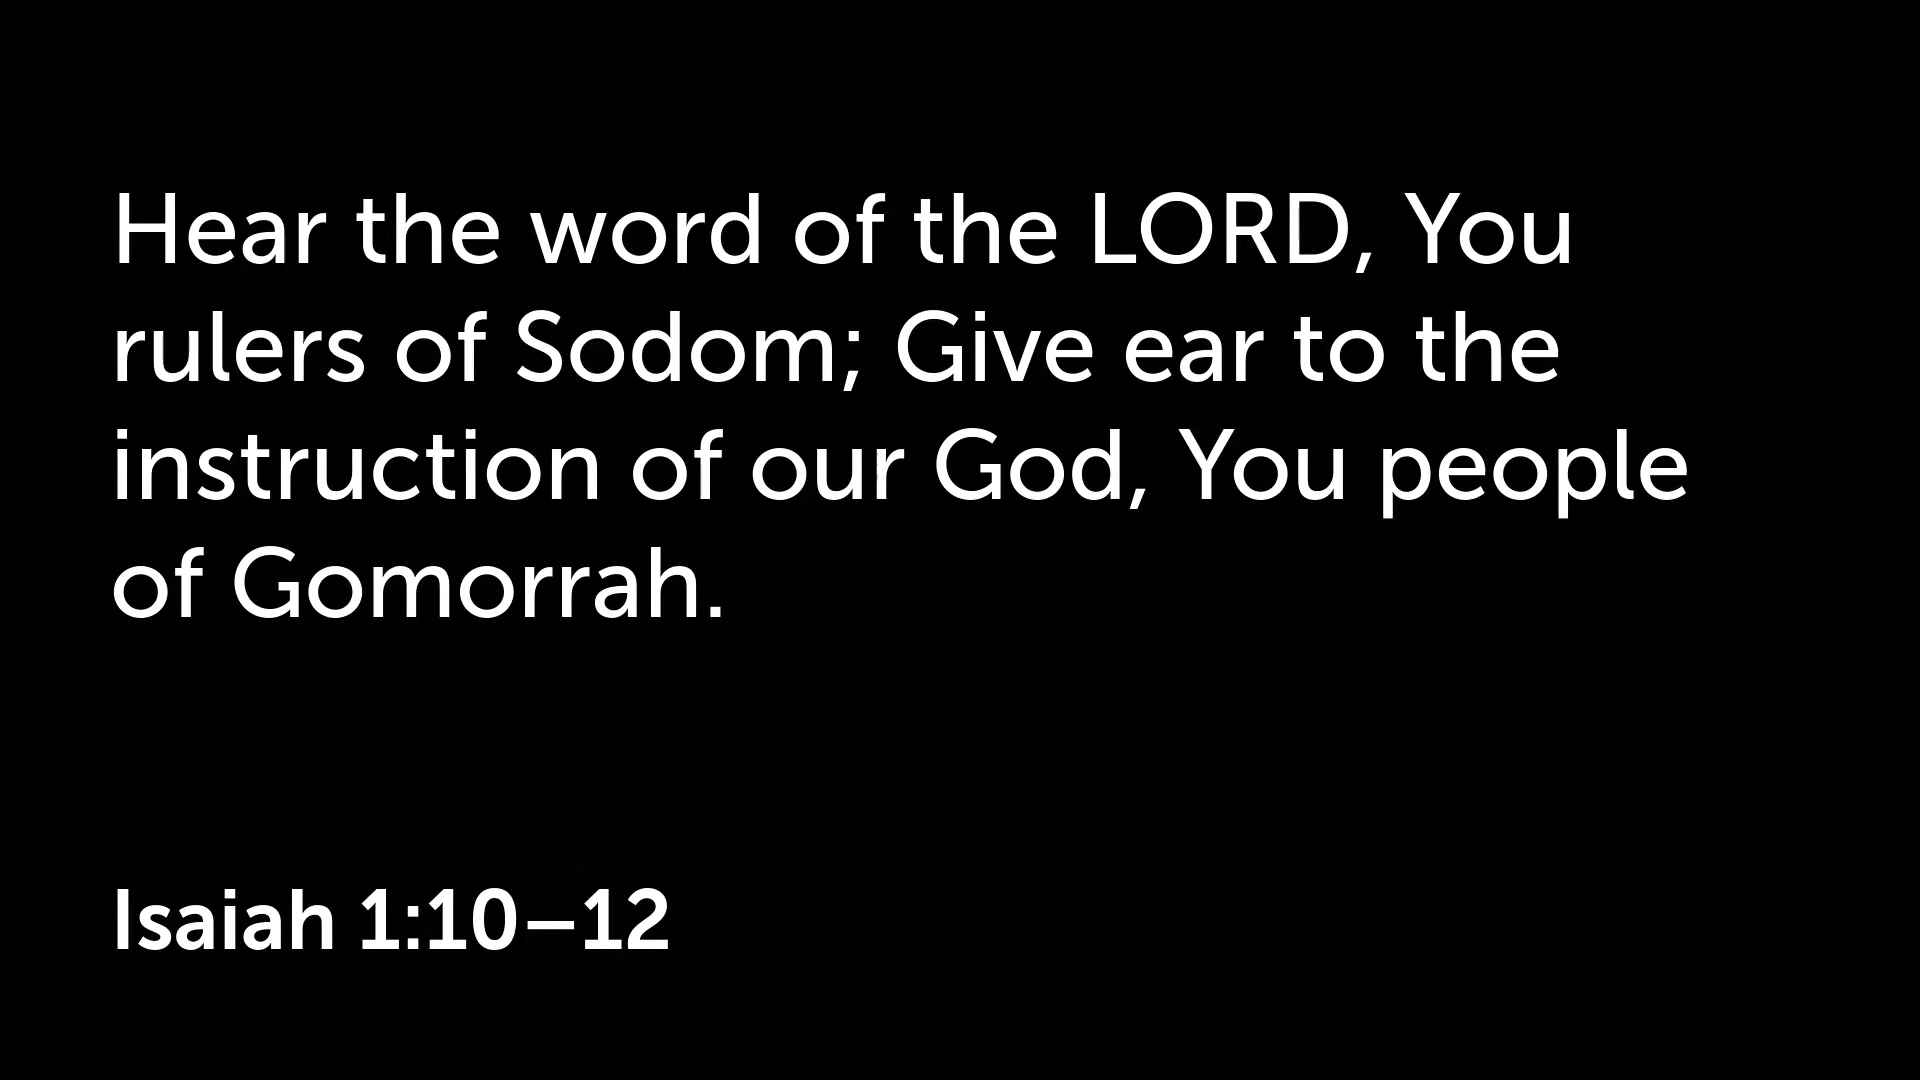 Hear the word of the LORD, You
rulers of Sodom; Give ear to the
instruction of our God, You people
of Gomorrah.
Isaiah 1:10–12